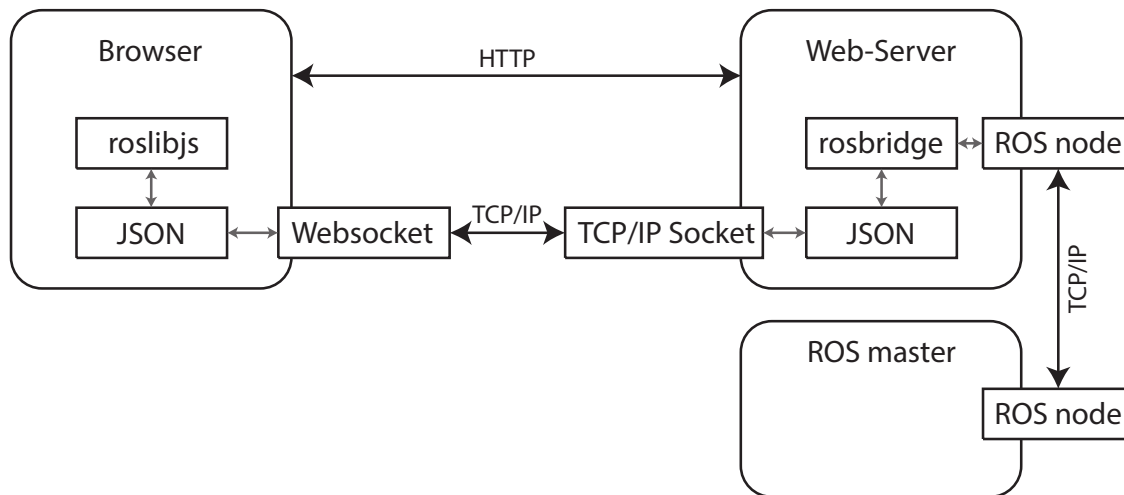 Browser
HTTP
Web-Server
roslibjs
rosbridge
ROS node
JSON
Websocket
TCP/IP
TCP/IP Socket
JSON
TCP/IP
ROS master
ROS node